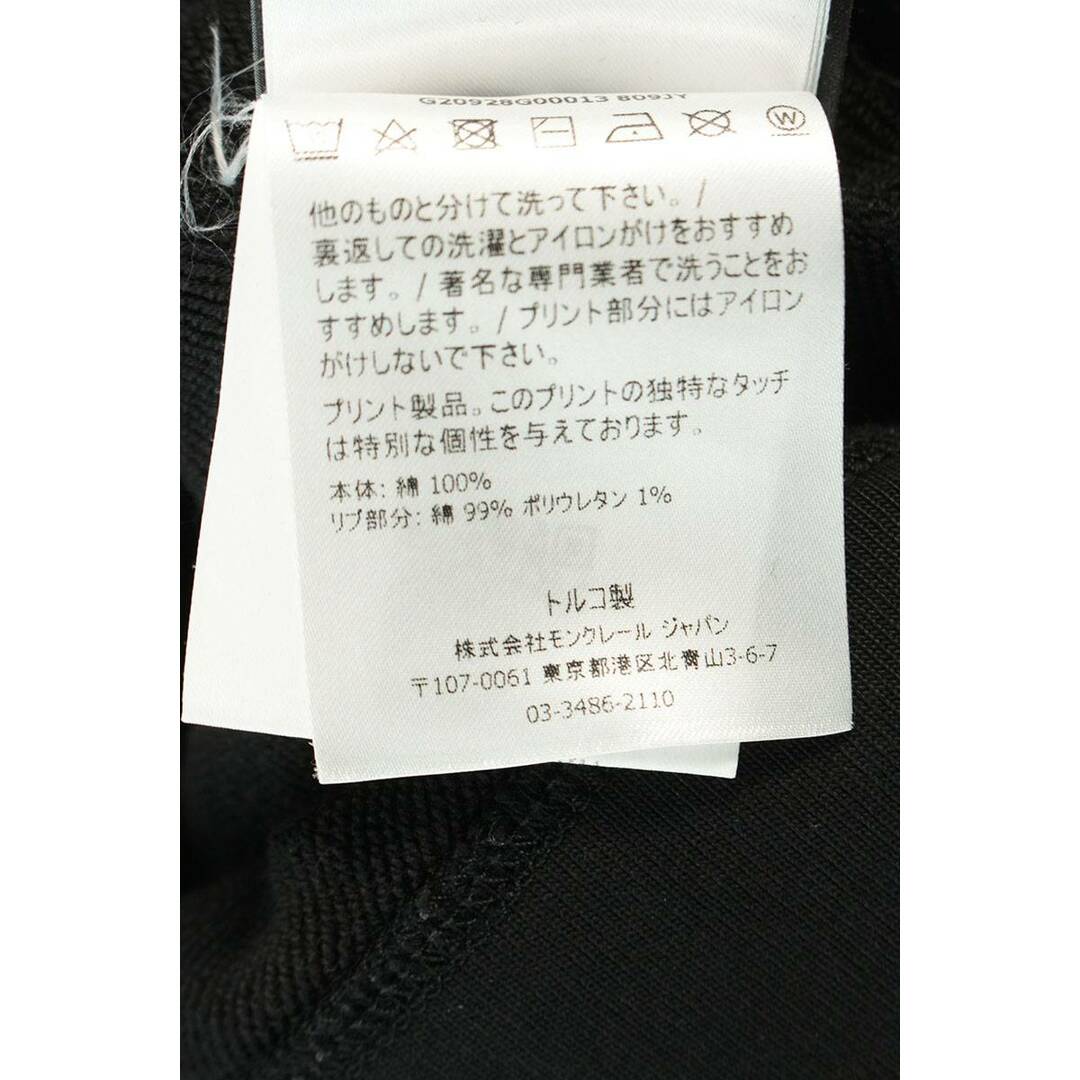 G20928G00013 809JY
W
他のものと分けて洗って下さい。/
裏返しての洗濯とアイロンがけをおすすめ
します。/ 著名な専門業者で洗うことをお
すすめします。/ プリント部分にはアイロン
がけしないで下さい。
プリント製品。このプリントの独特なタッチ
は特別な個性を与えております。
本体: 綿 100%
リブ部分: 綿 99% ポリウレタン 1%
トルコ製
株式会社モンクレール ジャパン
〒107-0061 東京都港区北青山3-6-7
03-3486-2110